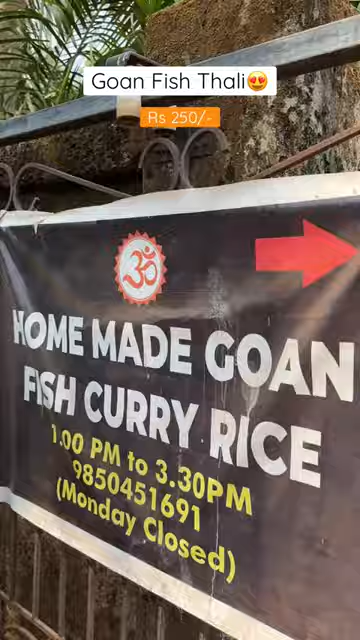 Goan Fish Thali😍
Rs 250/-
ॐ
HOME MADE GOAN
FISH CURRY RICE
1.00 PM to 3.30PM
9850451691
(Monday Closed)